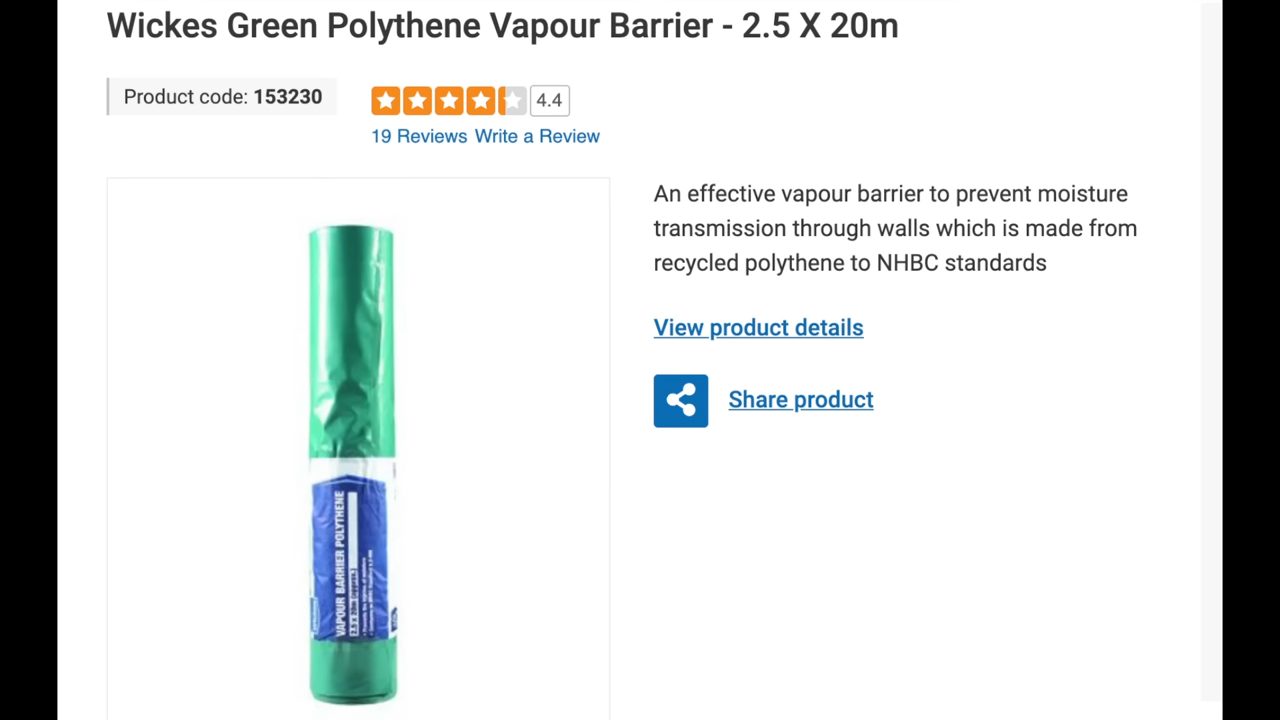 Wickes Green Polythene Vapour Barrier - 2.5 X 20m
Product code: 153230
4.4
19 Reviews Write a Review
An effective vapour barrier to prevent moisture
transmission through walls which is made from
recycled polythene to NHBC standards
View product details
Share product
VAPOUR BARRIER POLYTHENE